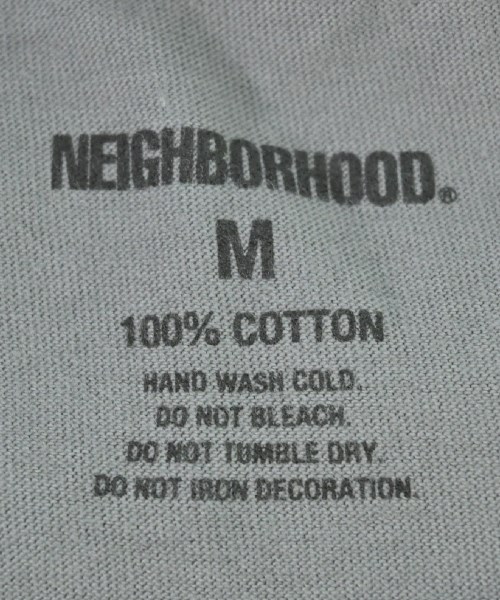 NEIGHBORHOOD®
M
100% COTTON
HAND WASH COLD.
DO NOT BLEACH.
DO NOT TUMBLE DRY.
DO NOT IRON DECORATION.